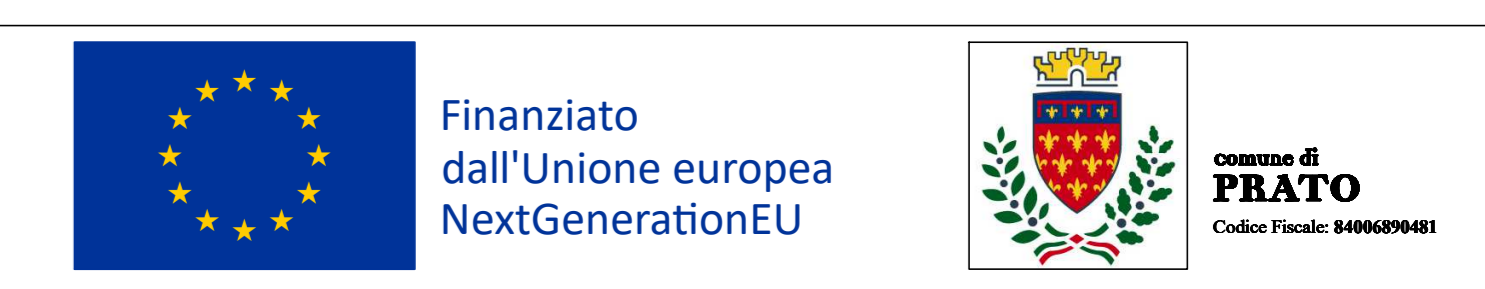 Finanziato
dall'Unione europea
NextGenerationEU
comune di
PRATO
Codice Fiscale: 84006890481